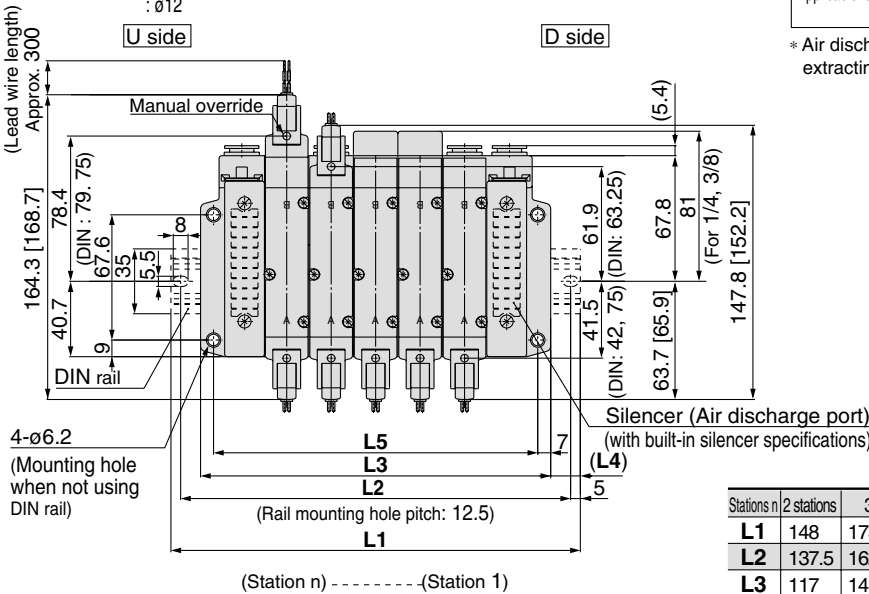 : ø12
U side
D side
∗ Air disch
extractin
(Lead wire length)
Approx. 300
Manual override
(5.4)
164.3 [168.7]
78.4
(DIN : 79. 75)
8
67.6
35
5.5
40.7
9
61.9
(DIN: 63.25)
67.8
81
(For 1/4, 3/8)
147.8 [152.2]
41.5
(DIN: 42, 75)
63.7 [65.9]
B B B B B
A A A A A
DIN rail
4-ø6.2
(Mounting hole
when not using
DIN rail)
Silencer (Air discharge port)
(with built-in silencer specifications)
L5
7
L3
(L4)
L2
5
(Rail mounting hole pitch: 12.5)
L1
(Station n) - - - - - - - - -(Station 1)
Stations n 2 stations 3
L1 148 17
L2 137.5 16
L3 117 14